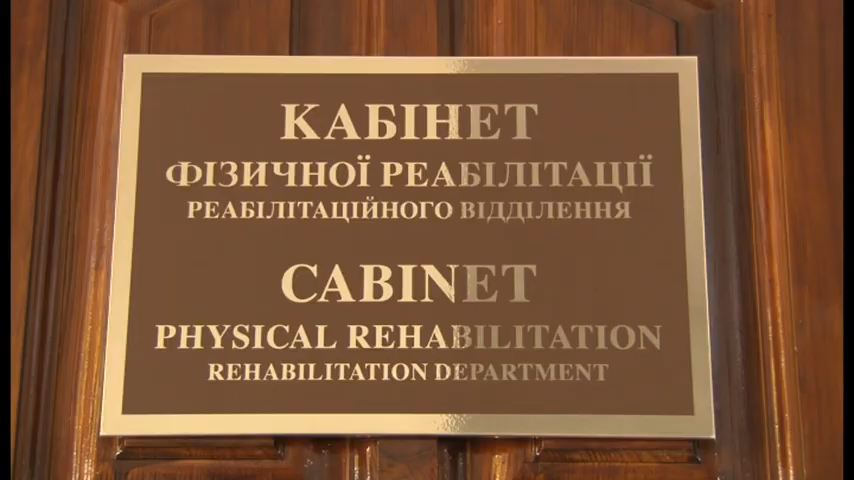 КАБІНЕТ
ФІЗИЧНОЇ РЕАБІЛІТАЦІЇ
РЕАБІЛІТАЦІЙНОГО ВІДДІЛЕННЯ
CABINET
PHYSICAL REHABILITATION
REHABILITATION DEPARTMENT